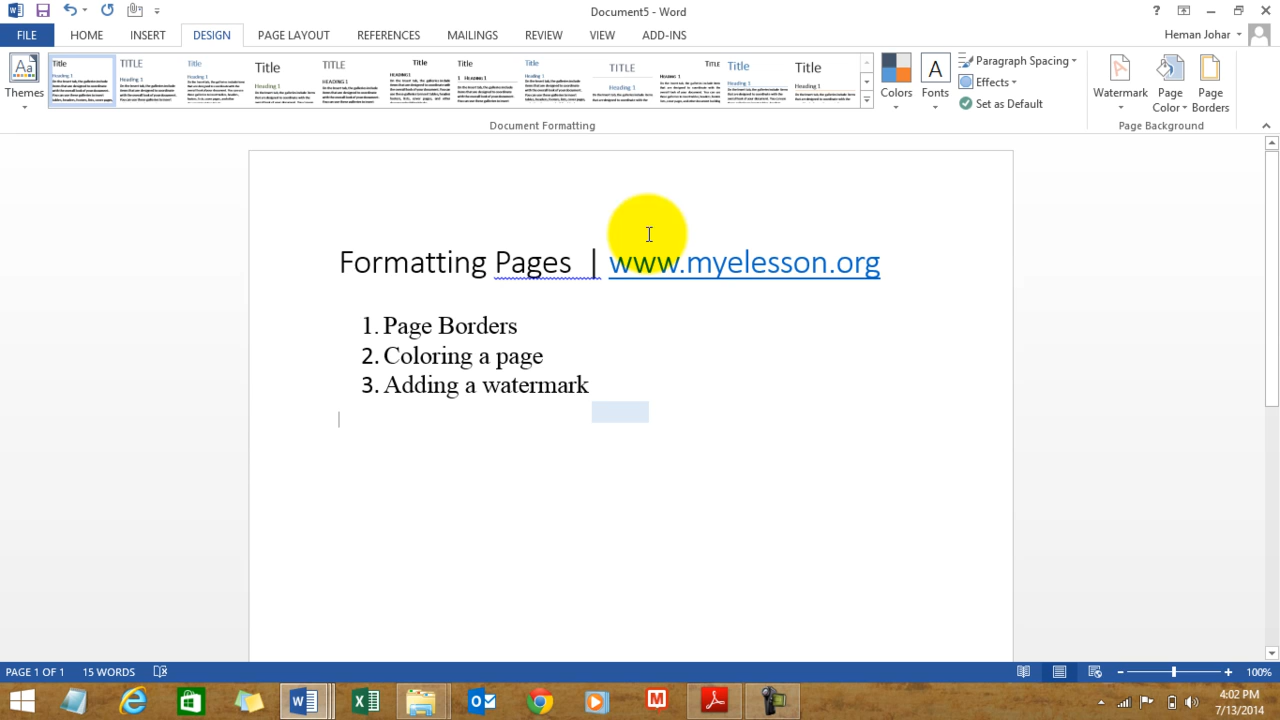 Document5 - Word
FILE HOME INSERT DESIGN PAGE LAYOUT REFERENCES MAILINGS REVIEW VIEW ADD-INS Heman Johar
Themes
Colors
Fonts
Paragraph Spacing
Effects
Set as Default
Watermark
Page Color
Page Borders
Document Formatting
Page Background
Formatting Pages | www.myelesson.org
1. Page Borders
2. Coloring a page
3. Adding a watermark
PAGE 1 OF 1 15 WORDS 100%
4:02 PM
7/13/2014